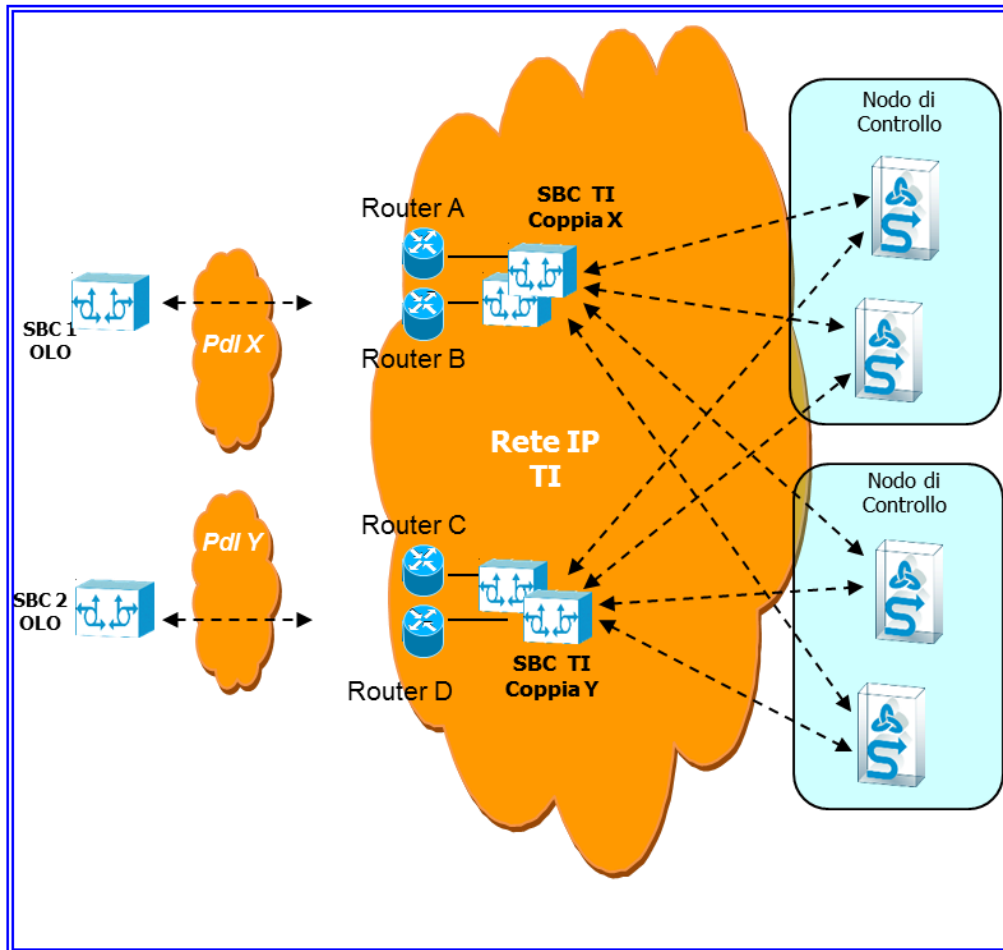 Nodo di
Controllo
SBC TI
Coppia X
Router A
Router B
SBC 1
OLO
PdI X
Rete IP
TI
Nodo di
Controllo
Router C
PdI Y
SBC 2
OLO
Router D
SBC TI
Coppia Y